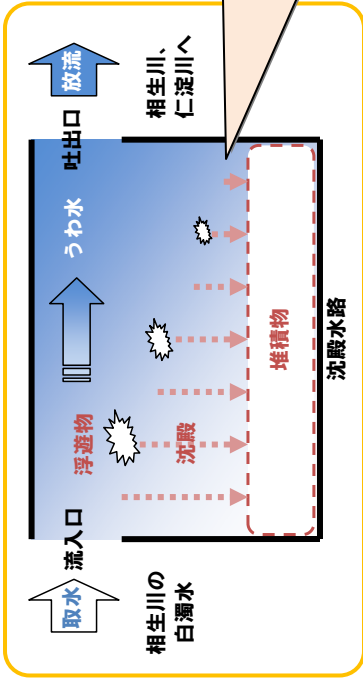 取水
相生川の
白濁水
流入口
浮遊物
沈殿
うわ水
堆積物
沈殿水路
吐出口
放流
相生川、
仁淀川へ